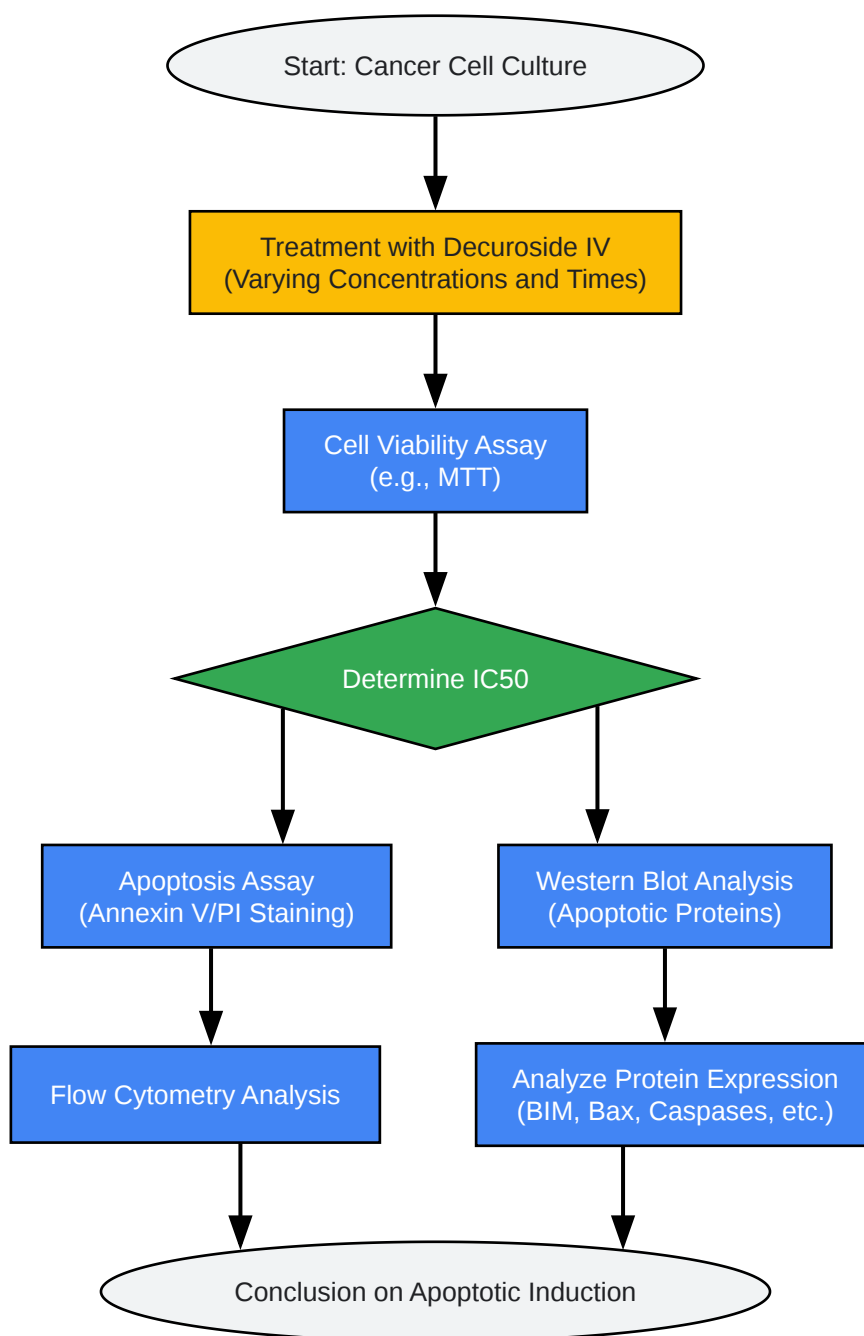 Start: Cancer Cell Culture
Treatment with Decuroside IV
(Varying Concentrations and Times)
Cell Viability Assay
(e.g., MTT)
Determine IC50
Apoptosis Assay
(Annexin V/PI Staining)
Western Blot Analysis
(Apoptotic Proteins)
Flow Cytometry Analysis
Analyze Protein Expression
(BIM, Bax, Caspases, etc.)
Conclusion on Apoptotic Induction